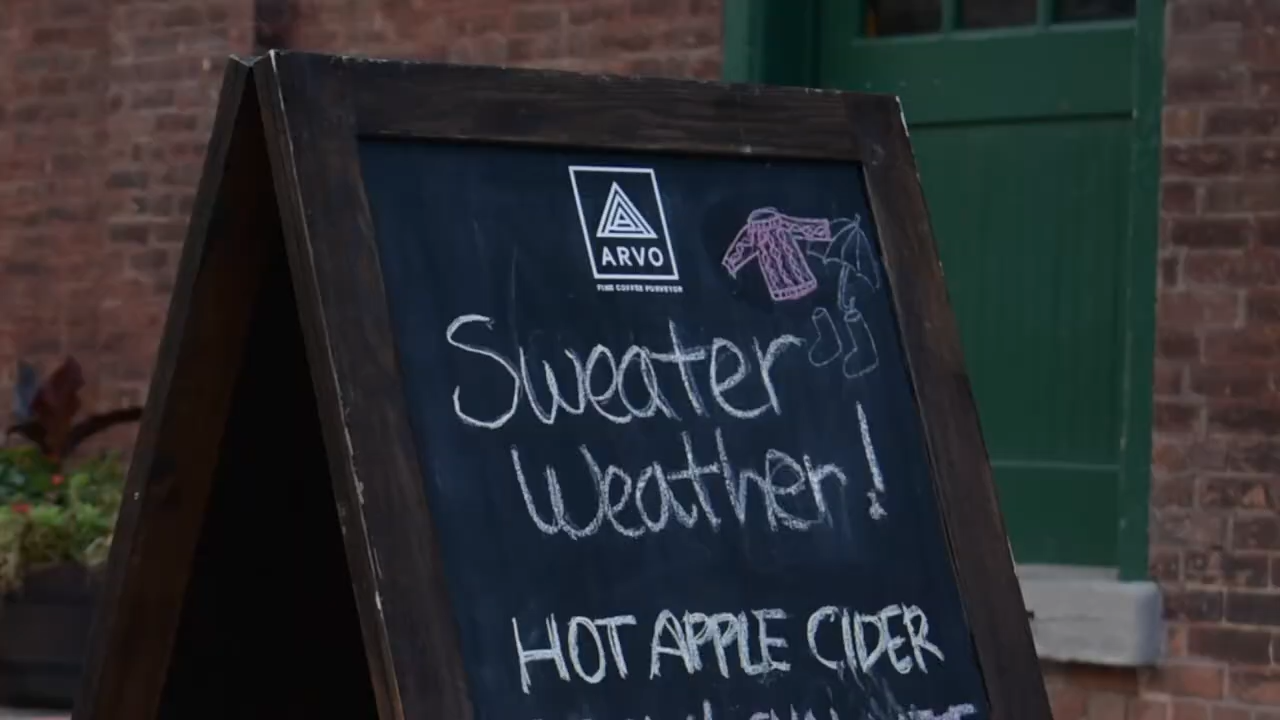 ARVO
FINE COFFEE PURVEYOR
Sweater
Weather!
HOT APPLE CIDER